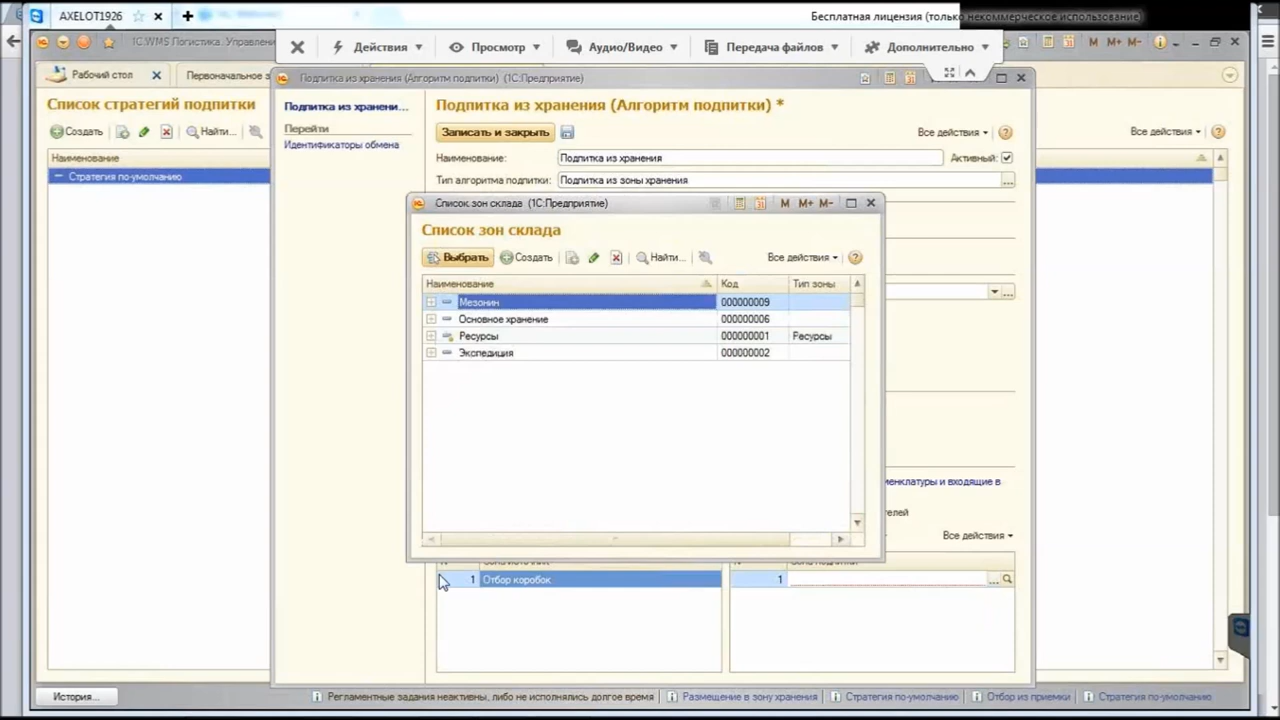 AXELOT1926
Бесплатная лицензия (только некоммерческое использование)
1С:WMS Логистика. Управлени
Действия
Просмотр
Аудио/Видео
Передача файлов
Дополнительно
M M+ M-
Рабочий стол
Первоначальное з
Подпитка из хранения (Алгоритм подпитки) (1С:Предприятие)
Список стратегий подпитки
Подпитка из хранени...
Подпитка из хранения (Алгоритм подпитки) *
Создать
Найти...
Перейти
Записать и закрыть
Все действия
Все действия
Идентификаторы обмена
Наименование
Наименование:
Подпитка из хранения
Активный:
Стратегия по-умолчанию
Тип алгоритма подпитки:
Подпитка из зоны хранения
Список зон склада (1С:Предприятие)
M M+ M-
Список зон склада
Выбрать
Создать
Найти...
Все действия
Наименование
Код
Тип зоны
Мезонин
000000009
Основное хранение
000000006
Ресурсы
000000001
Ресурсы
Экспедиция
000000002
менклатуры и входящие в
Все действия
1
Отбор коробок
1
История...
Регламентные задания неактивны, либо не исполнялись долгое время
Размещение в зону хранения
Стратегия по-умолчанию
Отбор из приемки
Стратегия по-умолчанию